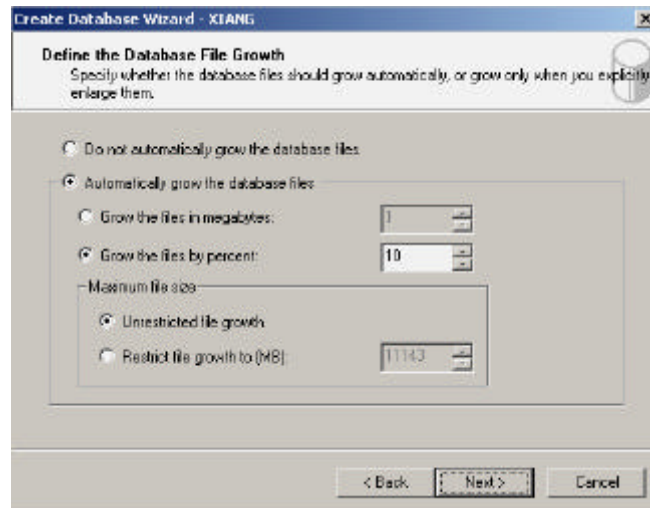 Create Database Wizard - XIANG
Define the Database File Growth
Specify whether the database files should grow automatically, or grow only when you explicitly
enlarge them.
Do not automatically grow the database files
Automatically grow the database files
Grow the files in megabytes:
1
Grow the files by percent:
10
Maximum file size
Unrestricted file growth
Restrict file growth to (MB):
11143
< Back
Next >
Cancel